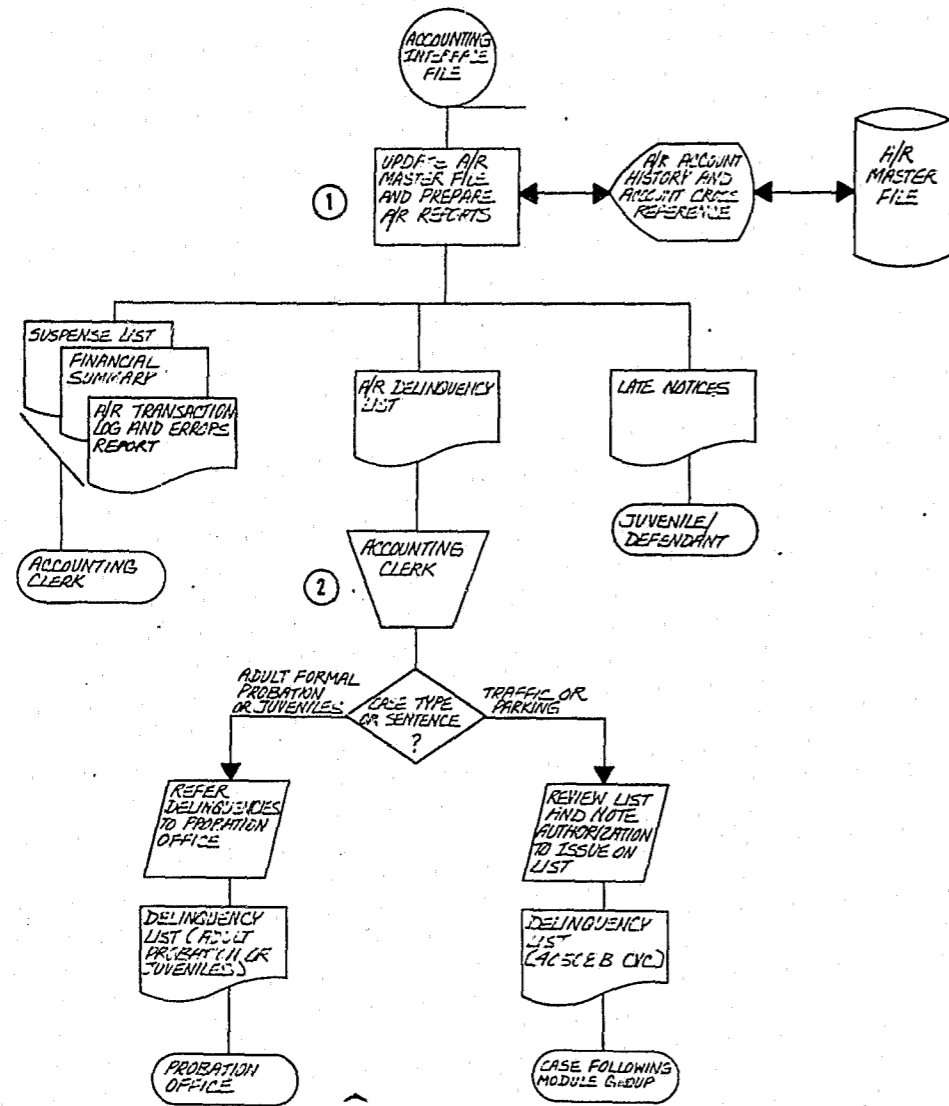 ACCOUNTING
INTERFACE
FILE
UPDATE A/R
MASTER FILE
AND PREPARE
A/R REPORTS
1
A/R ACCOUNT
HISTORY AND
ACCOUNT CROSS
REFERENCE
A/R
MASTER
FILE
SUSPENSE LIST
FINANCIAL
SUMMARY
A/R TRANSACTION
LOG AND ERRORS
REPORT
A/R DELINQUENCY
LIST
LATE NOTICES
ACCOUNTING
CLERK
ACCOUNTING
CLERK
2
JUVENILE/
DEFENDANT
ADULT FORMAL
PROBATION
OR JUVENILES
CASE TYPE
OR SENTENCE
?
TRAFFIC OR
PARKING
REFER
DELINQUENCIES
TO PROBATION
OFFICE
REVIEW LIST
AND NOTE
AUTHORIZATION
TO ISSUE ON
LIST
DELINQUENCY
LIST (ADULT
PROBATION OR
JUVENILES)
DELINQUENCY
LIST
CVC)
PROBATION
OFFICE
CASE FOLLOWING
MODULE